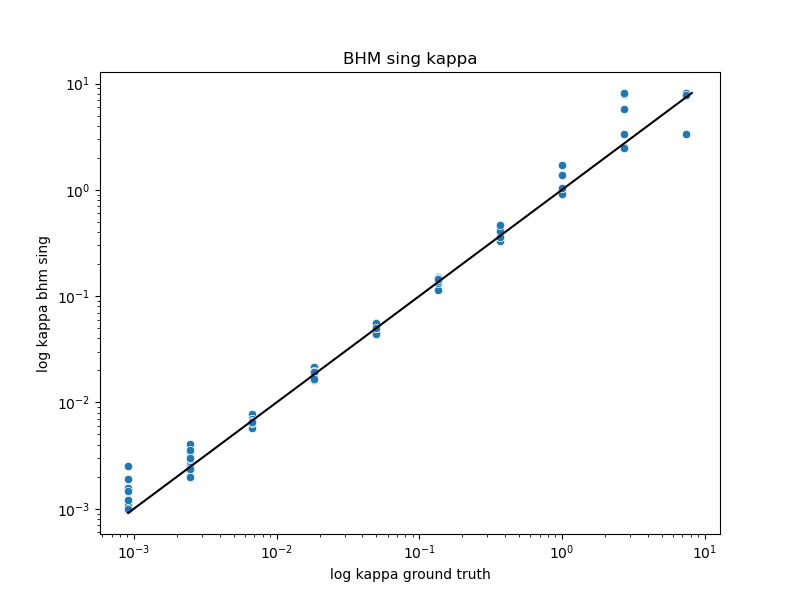 BHM sing kappa
10¹
10⁰
10⁻¹
10⁻²
10⁻³
log kappa bhm sing
10⁻³ 10⁻² 10⁻¹ 10⁰ 10¹
log kappa ground truth